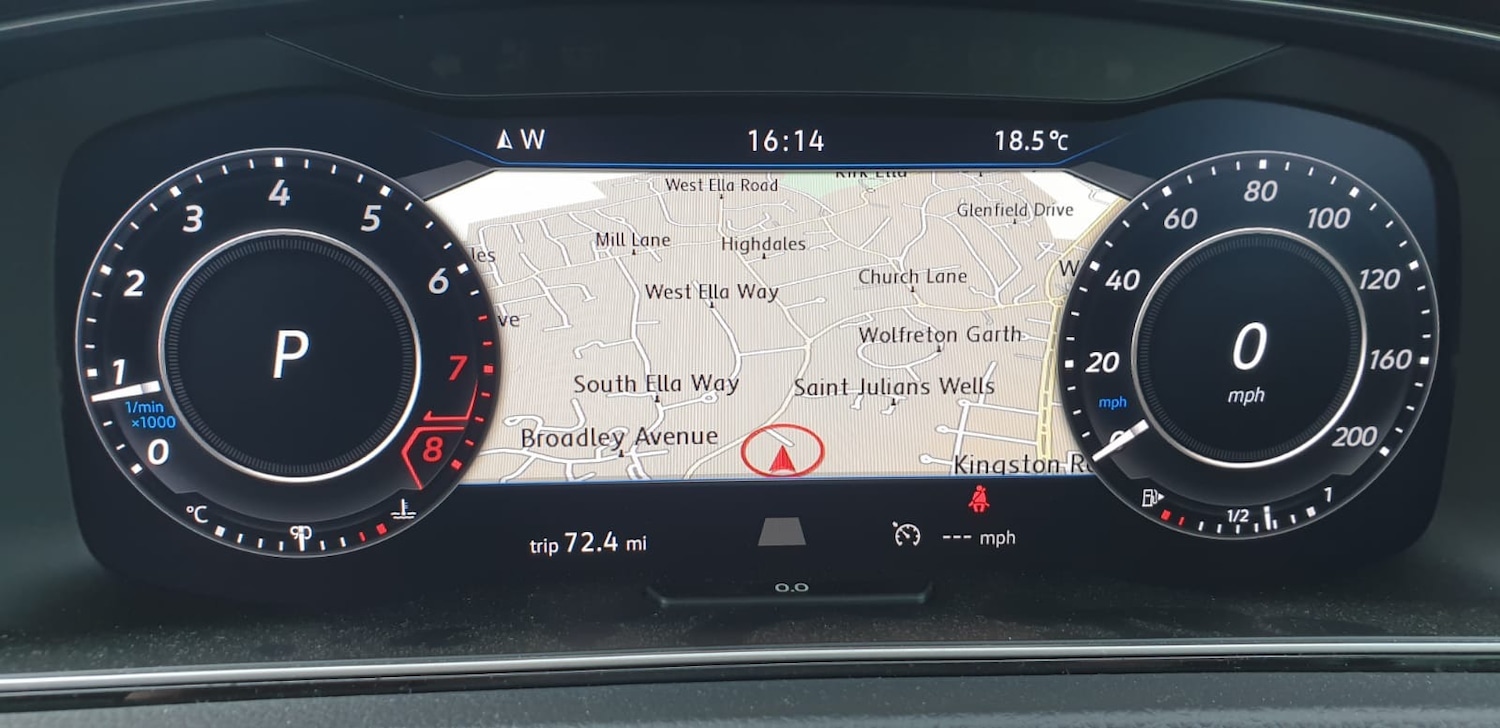 W
16:14
18.5°C
West Ella Road
Glenfield Drive
Mill Lane
Highdales
les
Church Lane
W
West Ella Way
ve
Wolfreton Garth
South Ella Way
Saint Julians Wells
Broadley Avenue
Kingston R
0
1
2
3
4
5
6
7
8
1/min
×1000
P
°C
90
20
40
60
80
100
120
160
200
mph
0
mph
1/2
1
trip 72.4 mi
--- mph
0.0